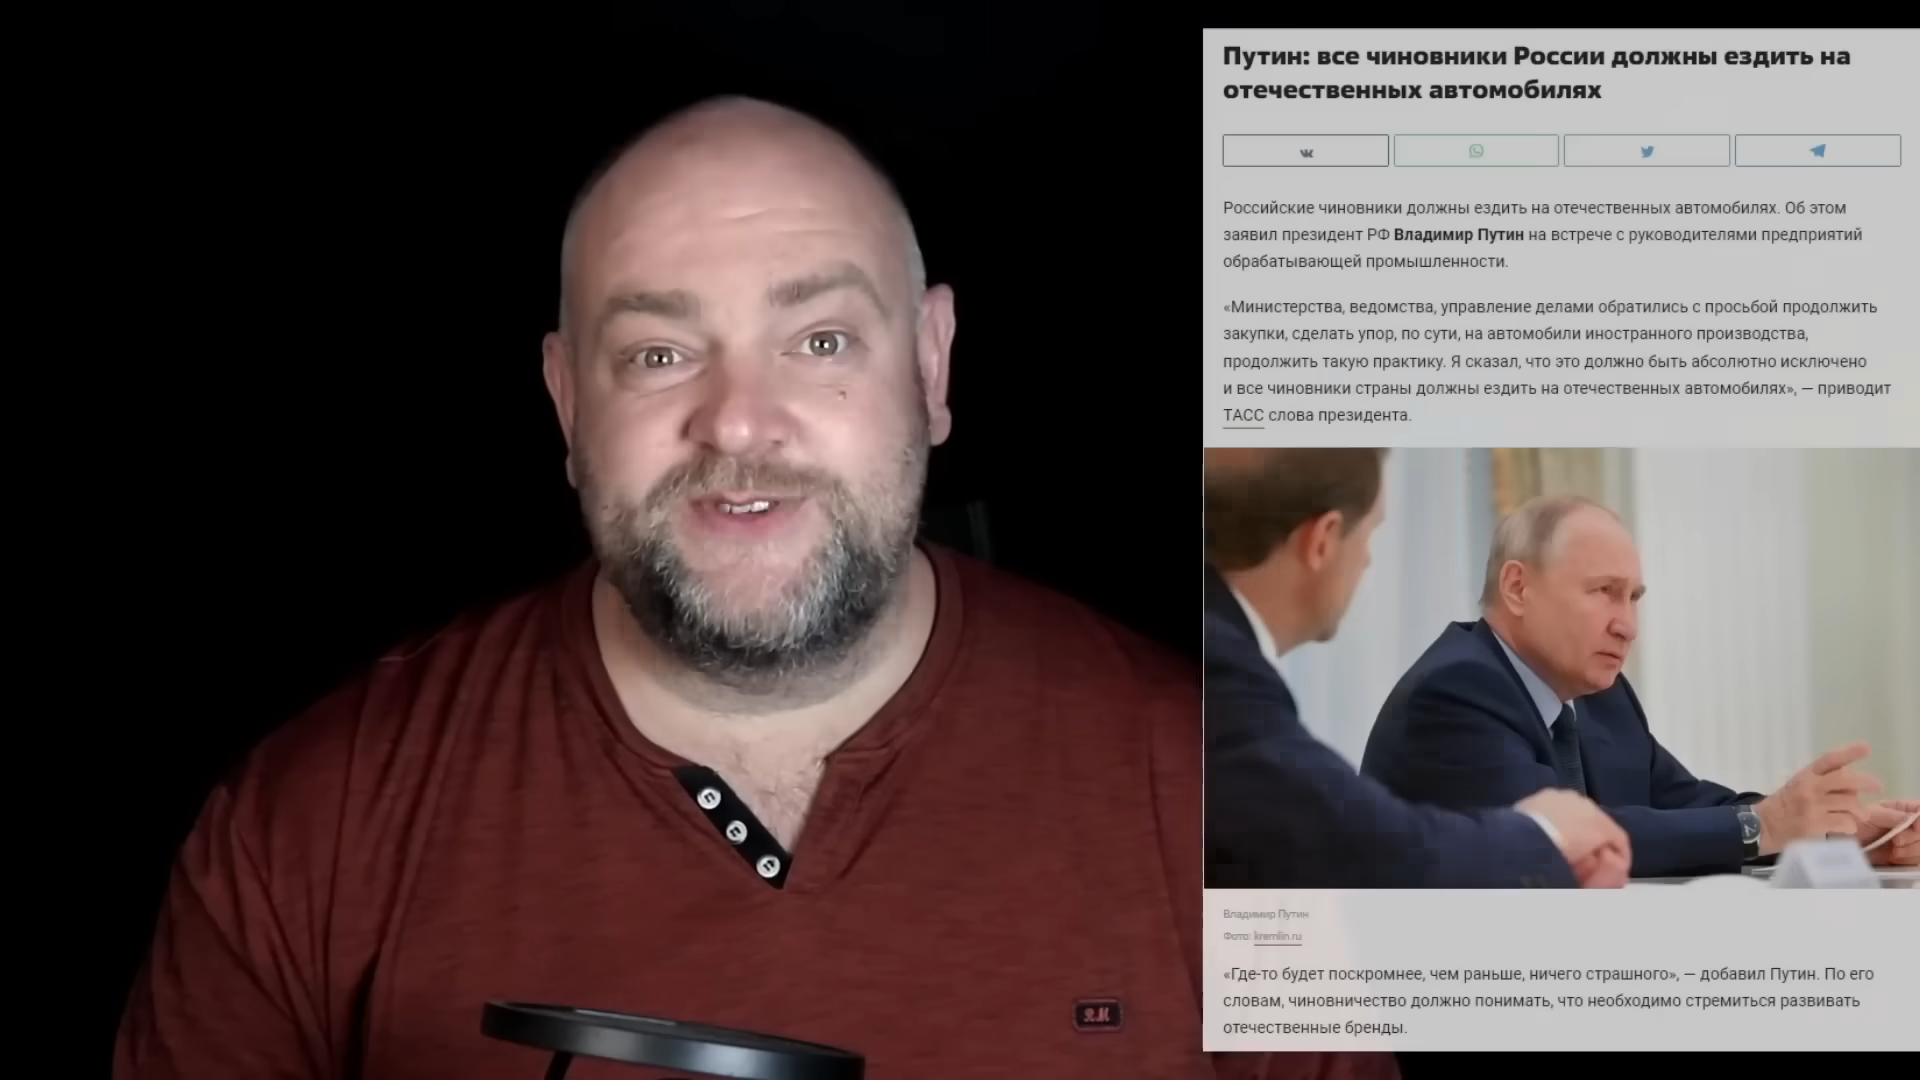 Путин: все чиновники России должны ездить на
отечественных автомобилях
Российские чиновники должны ездить на отечественных автомобилях. Об этом
заявил президент РФ Владимир Путин на встрече с руководителями предприятий
обрабатывающей промышленности.
«Министерства, ведомства, управление делами обратились с просьбой продолжить
закупки, сделать упор, по сути, на автомобили иностранного производства,
продолжить такую практику. Я сказал, что это должно быть абсолютно исключено
и все чиновники страны должны ездить на отечественных автомобилях», — приводит
ТАСС слова президента.
Владимир Путин
Фото: kremlin.ru
«Где-то будет поскромнее, чем раньше, ничего страшного», — добавил Путин. По его
словам, чиновничество должно понимать, что необходимо стремиться развивать
отечественные бренды.
R.M